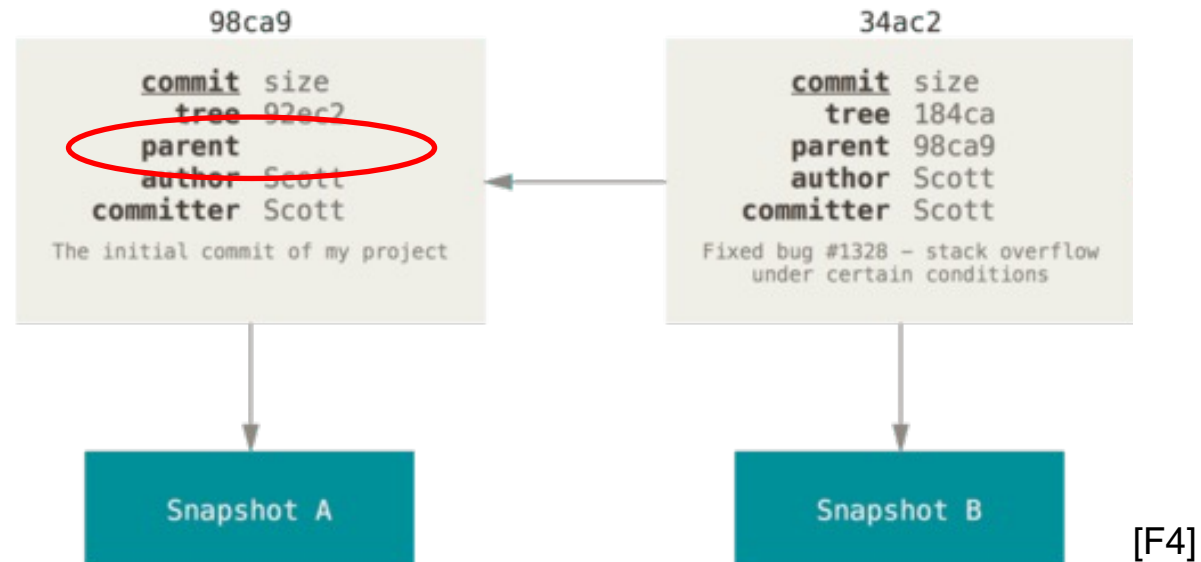 98ca9
commit size
tree 92ec2
parent
author Scott
committer Scott
The initial commit of my project
Snapshot A
34ac2
commit size
tree 184ca
parent 98ca9
author Scott
committer Scott
Fixed bug #1328 – stack overflow
under certain conditions
Snapshot B
[F4]